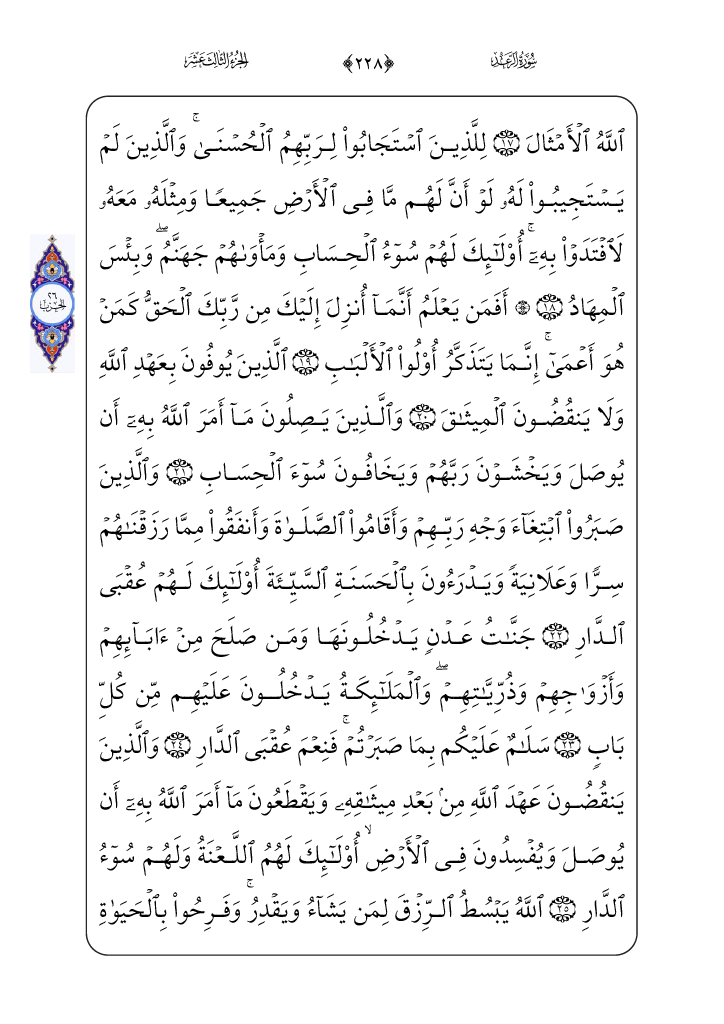 سُورَةُ الرَّعْدِ ﴿٢٢٨﴾ الجُزْءُ الثَّالِثَ عَشَرَ
ٱللَّهُ ٱلْأَمْثَالَ ١٧ لِلَّذِينَ ٱسْتَجَابُوا۟ لِرَبِّهِمُ ٱلْحُسْنَىٰ ۚ وَٱلَّذِينَ لَمْ
يَسْتَجِيبُوا۟ لَهُۥ لَوْ أَنَّ لَهُم مَّا فِى ٱلْأَرْضِ جَمِيعًا وَمِثْلَهُۥ مَعَهُۥ
لَٱفْتَدَوْا۟ بِهِۦٓ ۚ أُو۟لَـٰٓئِكَ لَهُمْ سُوٓءُ ٱلْحِسَابِ وَمَأْوَىٰهُمْ جَهَنَّمُ ۖ وَبِئْسَ
ٱلْمِهَادُ ١٨ ۞ أَفَمَن يَعْلَمُ أَنَّمَآ أُنزِلَ إِلَيْكَ مِن رَّبِّكَ ٱلْحَقُّ كَمَنْ
هُوَ أَعْمَىٰٓ ۚ إِنَّمَا يَتَذَكَّرُ أُو۟لُوا۟ ٱلْأَلْبَـٰبِ ١٩ ٱلَّذِينَ يُوفُونَ بِعَهْدِ ٱللَّهِ
وَلَا يَنقُضُونَ ٱلْمِيثَـٰقَ ٢٠ وَٱلَّذِينَ يَصِلُونَ مَآ أَمَرَ ٱللَّهُ بِهِۦٓ أَن
يُوصَلَ وَيَخْشَوْنَ رَبَّهُمْ وَيَخَافُونَ سُوٓءَ ٱلْحِسَابِ ٢١ وَٱلَّذِينَ
صَبَرُوا۟ ٱبْتِغَآءَ وَجْهِ رَبِّهِمْ وَأَقَامُوا۟ ٱلصَّلَوٰةَ وَأَنفَقُوا۟ مِمَّا رَزَقْنَـٰهُمْ
سِرًّا وَعَلَانِيَةً وَيَدْرَءُونَ بِٱلْحَسَنَةِ ٱلسَّيِّئَةَ أُو۟لَـٰٓئِكَ لَهُمْ عُقْبَى
ٱلدَّارِ ٢٢ جَنَّـٰتُ عَدْنٍ يَدْخُلُونَهَا وَمَن صَلَحَ مِنْ ءَابَآئِهِمْ
وَأَزْوَٰجِهِمْ وَذُرِّيَّـٰتِهِمْ ۖ وَٱلْمَلَـٰٓئِكَةُ يَدْخُلُونَ عَلَيْهِم مِّن كُلِّ
بَابٍ ٢٣ سَلَـٰمٌ عَلَيْكُم بِمَا صَبَرْتُمْ ۚ فَنِعْمَ عُقْبَى ٱلدَّارِ ٢٤ وَٱلَّذِينَ
يَنقُضُونَ عَهْدَ ٱللَّهِ مِنۢ بَعْدِ مِيثَـٰقِهِۦ وَيَقْطَعُونَ مَآ أَمَرَ ٱللَّهُ بِهِۦٓ أَن
يُوصَلَ وَيُفْسِدُونَ فِى ٱلْأَرْضِ ۙ أُو۟لَـٰٓئِكَ لَهُمُ ٱللَّعْنَةُ وَلَهُمْ سُوٓءُ
ٱلدَّارِ ٢٥ ٱللَّهُ يَبْسُطُ ٱلرِّزْقَ لِمَن يَشَآءُ وَيَقْدِرُ ۚ وَفَرِحُوا۟ بِٱلْحَيَوٰةِ
٢٦
الحِزْبُ